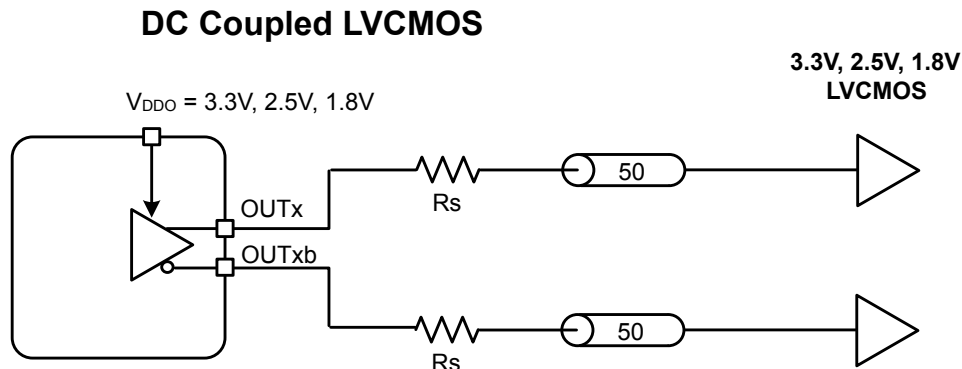 DC Coupled LVCMOS
3.3V, 2.5V, 1.8V
LVCMOS
VDDO = 3.3V, 2.5V, 1.8V
OUTx
Rs
50
OUTxb
Rs
50